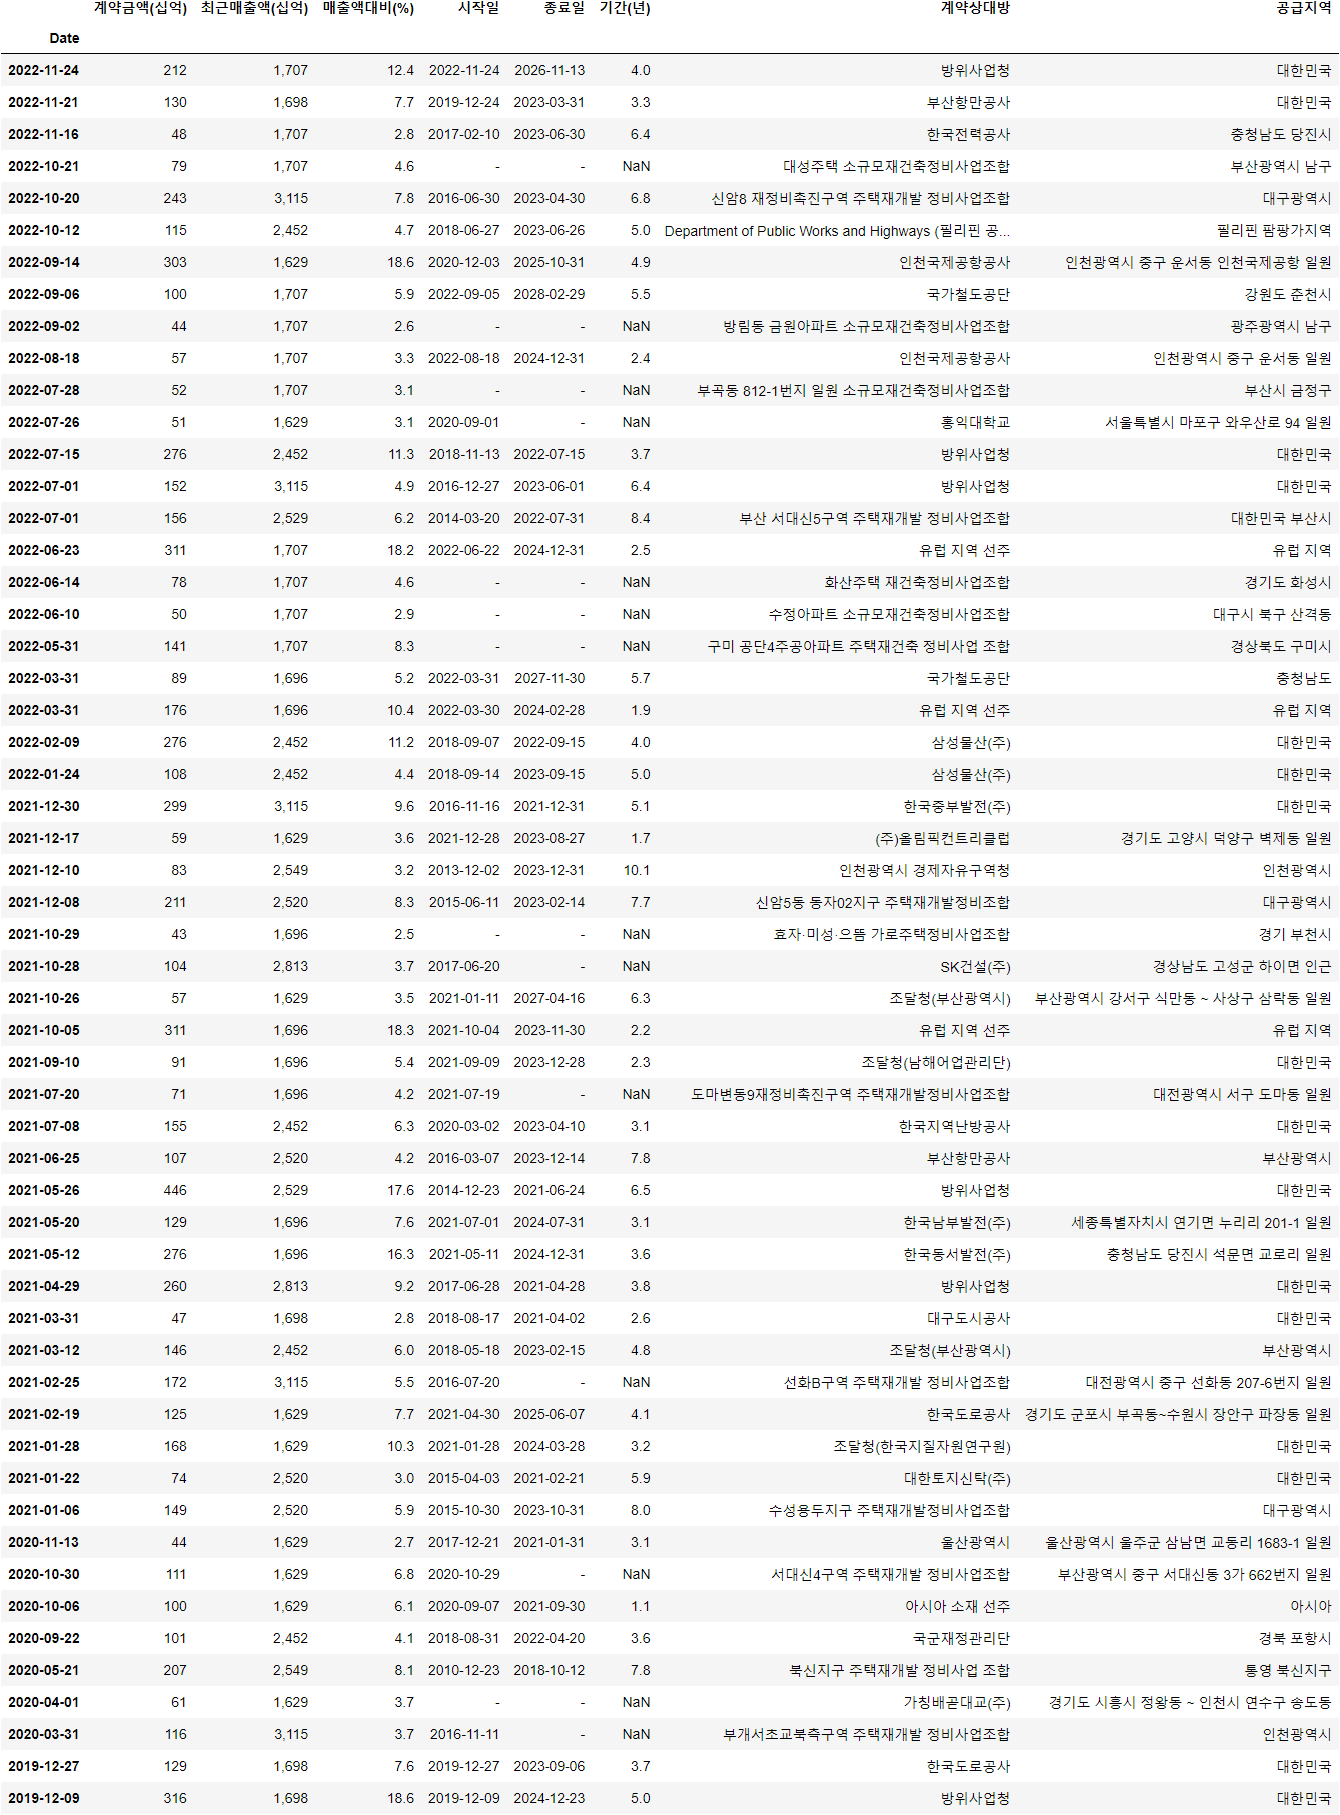 계약금액(십억) 최근매출액(십억) 매출액대비(%) 시작일 종료일 기간(년) 계약상대방 공급지역
Date
2022-11-24 212 1,707 12.4 2022-11-24 2026-11-13 4.0 방위사업청 대한민국
2022-11-21 130 1,698 7.7 2019-12-24 2023-03-31 3.3 부산항만공사 대한민국
2022-11-16 48 1,707 2.8 2017-02-10 2023-06-30 6.4 한국전력공사 충청남도 당진시
2022-10-21 79 1,707 4.6 - - NaN 대성주택 소규모재건축정비사업조합 부산광역시 남구
2022-10-20 243 3,115 7.8 2016-06-30 2023-04-30 6.8 신암8 재정비촉진구역 주택재개발 정비사업조합 대구광역시
2022-10-12 115 2,452 4.7 2018-06-27 2023-06-26 5.0 Department of Public Works and Highways (필리핀 공... 필리핀 팜팡가지역
2022-09-14 303 1,629 18.6 2020-12-03 2025-10-31 4.9 인천국제공항공사 인천광역시 중구 운서동 인천국제공항 일원
2022-09-06 100 1,707 5.9 2022-09-05 2028-02-29 5.5 국가철도공단 강원도 춘천시
2022-09-02 44 1,707 2.6 - - NaN 방림동 금원아파트 소규모재건축정비사업조합 광주광역시 남구
2022-08-18 57 1,707 3.3 2022-08-18 2024-12-31 2.4 인천국제공항공사 인천광역시 중구 운서동 일원
2022-07-28 52 1,707 3.1 - - NaN 부곡동 812-1번지 일원 소규모재건축정비사업조합 부산시 금정구
2022-07-26 51 1,629 3.1 2020-09-01 - NaN 홍익대학교 서울특별시 마포구 와우산로 94 일원
2022-07-15 276 2,452 11.3 2018-11-13 2022-07-15 3.7 방위사업청 대한민국
2022-07-01 152 3,115 4.9 2016-12-27 2023-06-01 6.4 방위사업청 대한민국
2022-07-01 156 2,529 6.2 2014-03-20 2022-07-31 8.4 부산 서대신5구역 주택재개발 정비사업조합 대한민국 부산시
2022-06-23 311 1,707 18.2 2022-06-22 2024-12-31 2.5 유럽 지역 선주 유럽 지역
2022-06-14 78 1,707 4.6 - - NaN 화산주택 재건축정비사업조합 경기도 화성시
2022-06-10 50 1,707 2.9 - - NaN 수정아파트 소규모재건축정비사업조합 대구시 북구 산격동
2022-05-31 141 1,707 8.3 - - NaN 구미 공단4주공아파트 주택재건축 정비사업 조합 경상북도 구미시
2022-03-31 89 1,696 5.2 2022-03-31 2027-11-30 5.7 국가철도공단 충청남도
2022-03-31 176 1,696 10.4 2022-03-30 2024-02-28 1.9 유럽 지역 선주 유럽 지역
2022-02-09 276 2,452 11.2 2018-09-07 2022-09-15 4.0 삼성물산(주) 대한민국
2022-01-24 108 2,452 4.4 2018-09-14 2023-09-15 5.0 삼성물산(주) 대한민국
2021-12-30 299 3,115 9.6 2016-11-16 2021-12-31 5.1 한국중부발전(주) 대한민국
2021-12-17 59 1,629 3.6 2021-12-28 2023-08-27 1.7 (주)올림픽컨트리클럽 경기도 고양시 덕양구 벽제동 일원
2021-12-10 83 2,549 3.2 2013-12-02 2023-12-31 10.1 인천광역시 경제자유구역청 인천광역시
2021-12-08 211 2,520 8.3 2015-06-11 2023-02-14 7.7 신암5동 동자02지구 주택재개발정비조합 대구광역시
2021-10-29 43 1,696 2.5 - - NaN 효자·미성·으뜸 가로주택정비사업조합 경기 부천시
2021-10-28 104 2,813 3.7 2017-06-20 - NaN SK건설(주) 경상남도 고성군 하이면 인근
2021-10-26 57 1,629 3.5 2021-01-11 2027-04-16 6.3 조달청(부산광역시) 부산광역시 강서구 식만동 ~ 사상구 삼락동 일원
2021-10-05 311 1,696 18.3 2021-10-04 2023-11-30 2.2 유럽 지역 선주 유럽 지역
2021-09-10 91 1,696 5.4 2021-09-09 2023-12-28 2.3 조달청(남해어업관리단) 대한민국
2021-07-20 71 1,696 4.2 2021-07-19 - NaN 도마변동9재정비촉진구역 주택재개발정비사업조합 대전광역시 서구 도마동 일원
2021-07-08 155 2,452 6.3 2020-03-02 2023-04-10 3.1 한국지역난방공사 대한민국
2021-06-25 107 2,520 4.2 2016-03-07 2023-12-14 7.8 부산항만공사 부산광역시
2021-05-26 446 2,529 17.6 2014-12-23 2021-06-24 6.5 방위사업청 대한민국
2021-05-20 129 1,696 7.6 2021-07-01 2024-07-31 3.1 한국남부발전(주) 세종특별자치시 연기면 누리리 201-1 일원
2021-05-12 276 1,696 16.3 2021-05-11 2024-12-31 3.6 한국동서발전(주) 충청남도 당진시 석문면 교로리 일원
2021-04-29 260 2,813 9.2 2017-06-28 2021-04-28 3.8 방위사업청 대한민국
2021-03-31 47 1,698 2.8 2018-08-17 2021-04-02 2.6 대구도시공사 대한민국
2021-03-12 146 2,452 6.0 2018-05-18 2023-02-15 4.8 조달청(부산광역시) 부산광역시
2021-02-25 172 3,115 5.5 2016-07-20 - NaN 선화B구역 주택재개발 정비사업조합 대전광역시 중구 선화동 207-6번지 일원
2021-02-19 125 1,629 7.7 2021-04-30 2025-06-07 4.1 한국도로공사 경기도 군포시 부곡동~수원시 장안구 파장동 일원
2021-01-28 168 1,629 10.3 2021-01-28 2024-03-28 3.2 조달청(한국지질자원연구원) 대한민국
2021-01-22 74 2,520 3.0 2015-04-03 2021-02-21 5.9 대한토지신탁(주) 대한민국
2021-01-06 149 2,520 5.9 2015-10-30 2023-10-31 8.0 수성용두지구 주택재개발정비사업조합 대구광역시
2020-11-13 44 1,629 2.7 2017-12-21 2021-01-31 3.1 울산광역시 울산광역시 울주군 삼남면 교동리 1683-1 일원
2020-10-30 111 1,629 6.8 2020-10-29 - NaN 서대신4구역 주택재개발 정비사업조합 부산광역시 중구 서대신동 3가 662번지 일원
2020-10-06 100 1,629 6.1 2020-09-07 2021-09-30 1.1 아시아 소재 선주 아시아
2020-09-22 101 2,452 4.1 2018-08-31 2022-04-20 3.6 국군재정관리단 경북 포항시
2020-05-21 207 2,549 8.1 2010-12-23 2018-10-12 7.8 북신지구 주택재개발 정비사업 조합 통영 북신지구
2020-04-01 61 1,629 3.7 - - NaN 가칭배곧대교(주) 경기도 시흥시 정왕동 ~ 인천시 연수구 송도동
2020-03-31 116 3,115 3.7 2016-11-11 - NaN 부개서초교북측구역 주택재개발 정비사업조합 인천광역시
2019-12-27 129 1,698 7.6 2019-12-27 2023-09-06 3.7 한국도로공사 대한민국
2019-12-09 316 1,698 18.6 2019-12-09 2024-12-23 5.0 방위사업청 대한민국